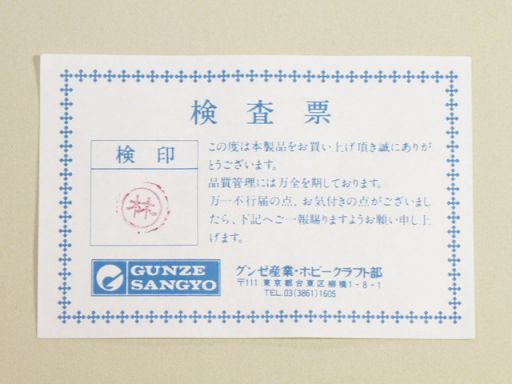 検査票
検印
林
この度は本製品をお買い上げ頂き誠にありが
とうございます。
品質管理には万全を期しております。
万一不行届の点、お気付きの点がございまし
たら、下記へご一報賜りますようお願い申し上
げます。
GUNZE
SANGYO
グンゼ産業・ホビークラフト部
〒111 東京都台東区柳橋1-8-1
TEL.03(3861)1605